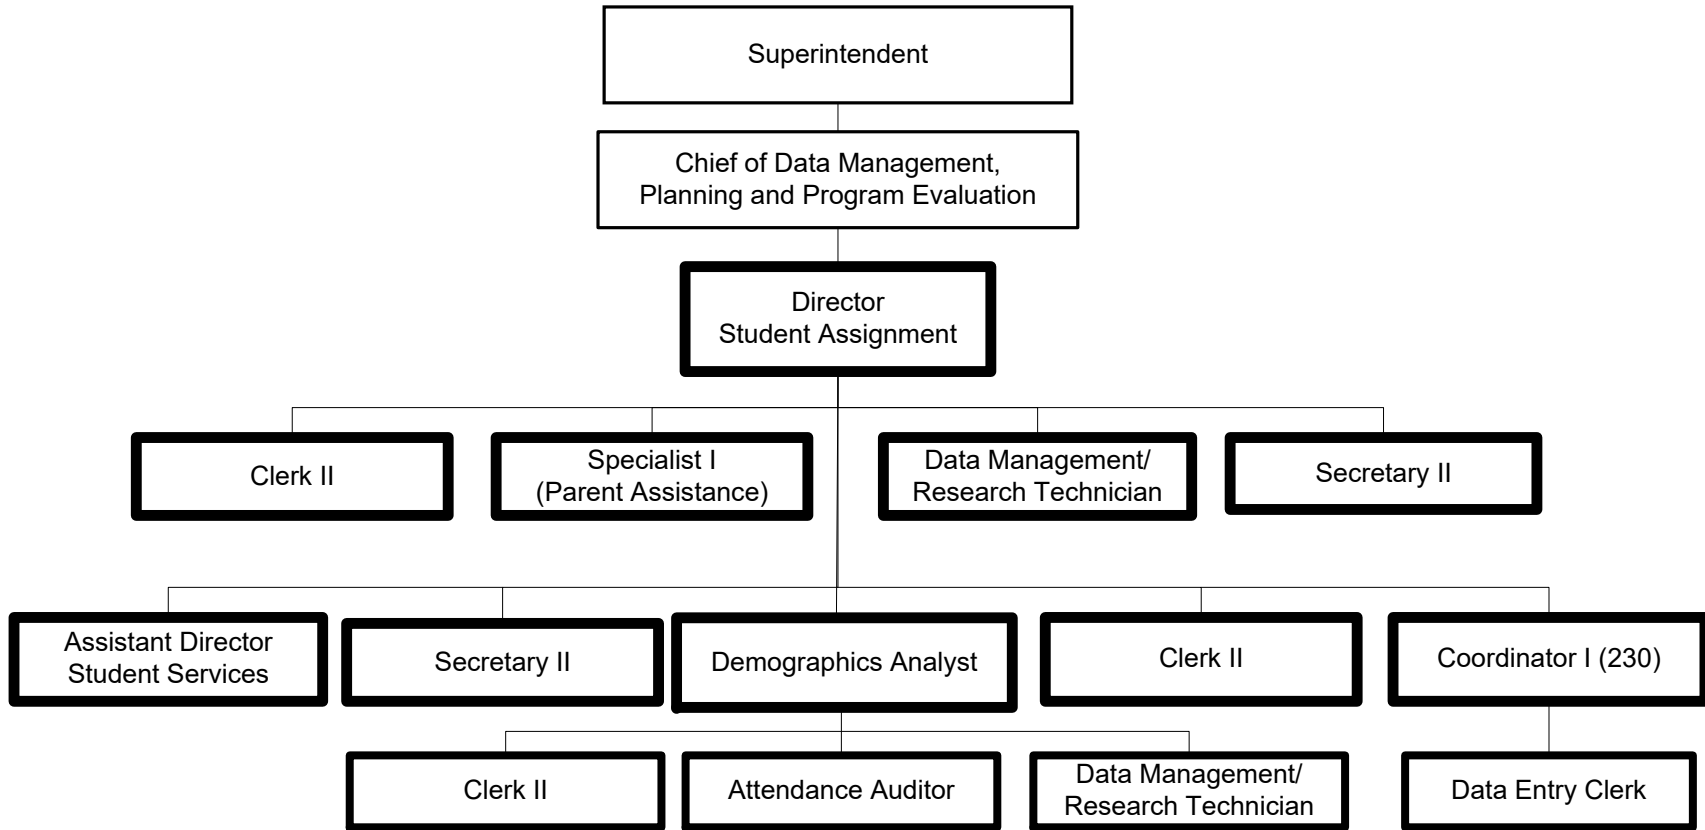 Superintendent
Chief of Data Management,
Planning and Program Evaluation
Director
Student Assignment
Clerk II
Specialist I
(Parent Assistance)
Data Management/
Research Technician
Secretary II
Assistant Director
Student Services
Secretary II
Demographics Analyst
Clerk II
Coordinator I (230)
Clerk II
Attendance Auditor
Data Management/
Research Technician
Data Entry Clerk